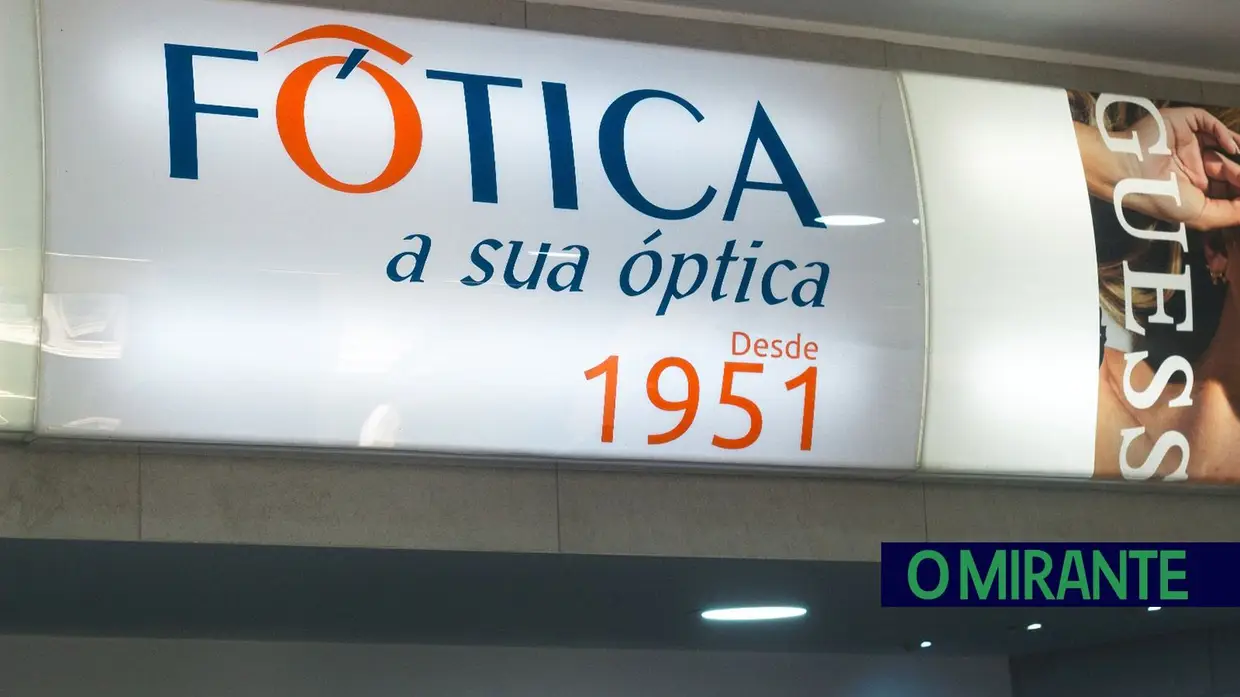 FÓTICA
a sua óptica
Desde
1951
GUESS
O MIRANTE